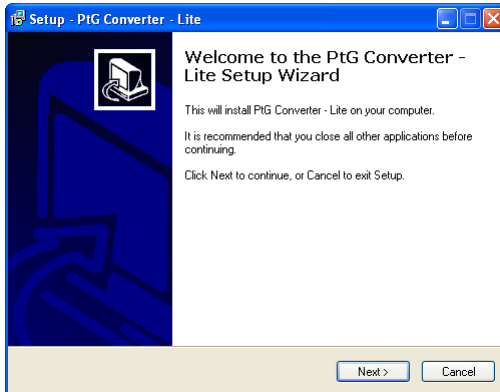 Setup - PtG Converter - Lite
Welcome to the PtG Converter -
Lite Setup Wizard
This will install PtG Converter - Lite on your computer.
It is recommended that you close all other applications before
continuing.
Click Next to continue, or Cancel to exit Setup.
Next >
Cancel